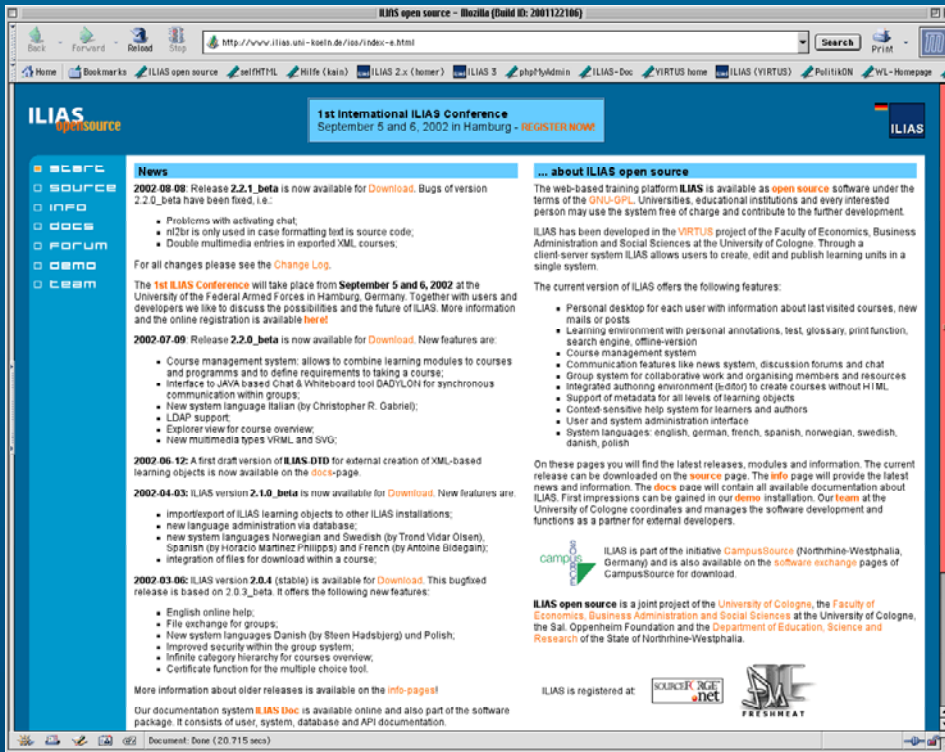 ILIAS open source - Mozilla {Build ID: 2001122106}
Back Forward Reload Stop http://www.ilias.uni-koeln.de/ios/index-e.html Search Print
Home Bookmarks ILIAS open source selfHTML Hilfe (kain) ILIAS 2.x (homer) ILIAS 3 phpMyAdmin ILIAS-Doc VIRTUS home ILIAS (VIRTUS) PolitikON WL-Homepage
ILIAS
opensource
1st International ILIAS Conference
September 5 and 6, 2002 in Hamburg - REGISTER NOW!
ILIAS
start
source
info
docs
forum
demo
team
News
2002-08-08: Release 2.2.1_beta is now available for Download. Bugs of version
2.2.0_beta have been fixed, i.e.:
Problems with activating chat;
nl2br is only used in case formatting text is source code;
Double multimedia entries in exported XML courses;
For all changes please see the Change Log.
The 1st ILIAS Conference will take place from September 5 and 6, 2002 at the
University of the Federal Armed Forces in Hamburg, Germany. Together with users and
developers we like to discuss the possibilities and the future of ILIAS. More information
and the online registration is available here!
2002-07-09: Release 2.2.0_beta is now available for Download. New features are:
Course management system: allows to combine learning modules to courses
and programms and to define requirements to taking a course;
Interface to JAVA based Chat & Whiteboard tool BABYLON for synchronous
communication within groups;
New system language Italian (by Christopher R. Gabriel);
LDAP support;
Explorer view for course overview;
New multimedia types VRML and SVG;
2002-06-12: A first draft version of ILIAS-DTD for external creation of XML-based
learning objects is now available on the docs-page.
2002-04-03: ILIAS version 2.1.0_beta is now available for Download. New features are.
import/export of ILIAS learning objects to other ILIAS installations;
new language administration via database;
new system languages Norwegian and Swedish (by Trond Vidar Olsen),
Spanish (by Horacio Martinez Philipps) and French (by Antoine Bidegain);
integration of files for download within a course;
2002-03-06: ILIAS version 2.0.4 (stable) is available for Download. This bugfixed
release is based on 2.0.3_beta. It offers the following new features:
English online help;
File exchange for groups;
New system languages Danish (by Steen Hadsbjerg) und Polish;
Improved security within the group system;
Infinite category hierarchy for courses overview;
Certificate function for the multiple choice tool.
More information about older releases is available on the info-pages!
Our documentation system ILIAS Doc is available online and also part of the software
package. It consists of user, system, database and API documentation.
... about ILIAS open source
The web-based training platform ILIAS is available as open source software under the
terms of the GNU-GPL. Universities, educational institutions and every interested
person may use the system free of charge and contribute to the further development.
ILIAS has been developed in the VIRTUS project of the Faculty of Economics, Business
Administration and Social Sciences at the University of Cologne. Through a
client-server system ILIAS allows users to create, edit and publish learning units in a
single system.
The current version of ILIAS offers the following features:
Personal desktop for each user with information about last visited courses, new
mails or posts
Learning environment with personal annotations, test, glossary, print function,
search engine, offline-version
Course management system
Communication features like news system, discussion forums and chat
Group system for collaborative work and organising members and resources
Integrated authoring environment (Editor) to create courses without HTML
Support of metadata for all levels of learning objects
Context-sensitive help system for learners and authors
User and system administration interface
System languages: english, german, french, spanish, norwegian, swedish,
danish, polish
On these pages you will find the latest releases, modules and information. The current
release can be downloaded on the source page. The info page will provide the latest
news and information. The docs page will contain all available documentation about
ILIAS. First impressions can be gained in our demo installation. Our team at the
University of Cologne coordinates and manages the software development and
functions as a partner for external developers.
campus SOURCE
ILIAS is part of the initiative CampusSource (Northrhine-Westphalia,
Germany) and is also available on the software exchange pages of
CampusSource for download.
ILIAS open source is a joint project of the University of Cologne, the Faculty of
Economics, Business Administration and Social Sciences at the University of Cologne,
the Sal. Oppenheim Foundation and the Department of Education, Science and
Research of the State of Northrhine-Westphalia.
ILIAS is registered at:
SOURCEFORGE
.net
FRESHMEAT
Document: Done (20.715 secs)